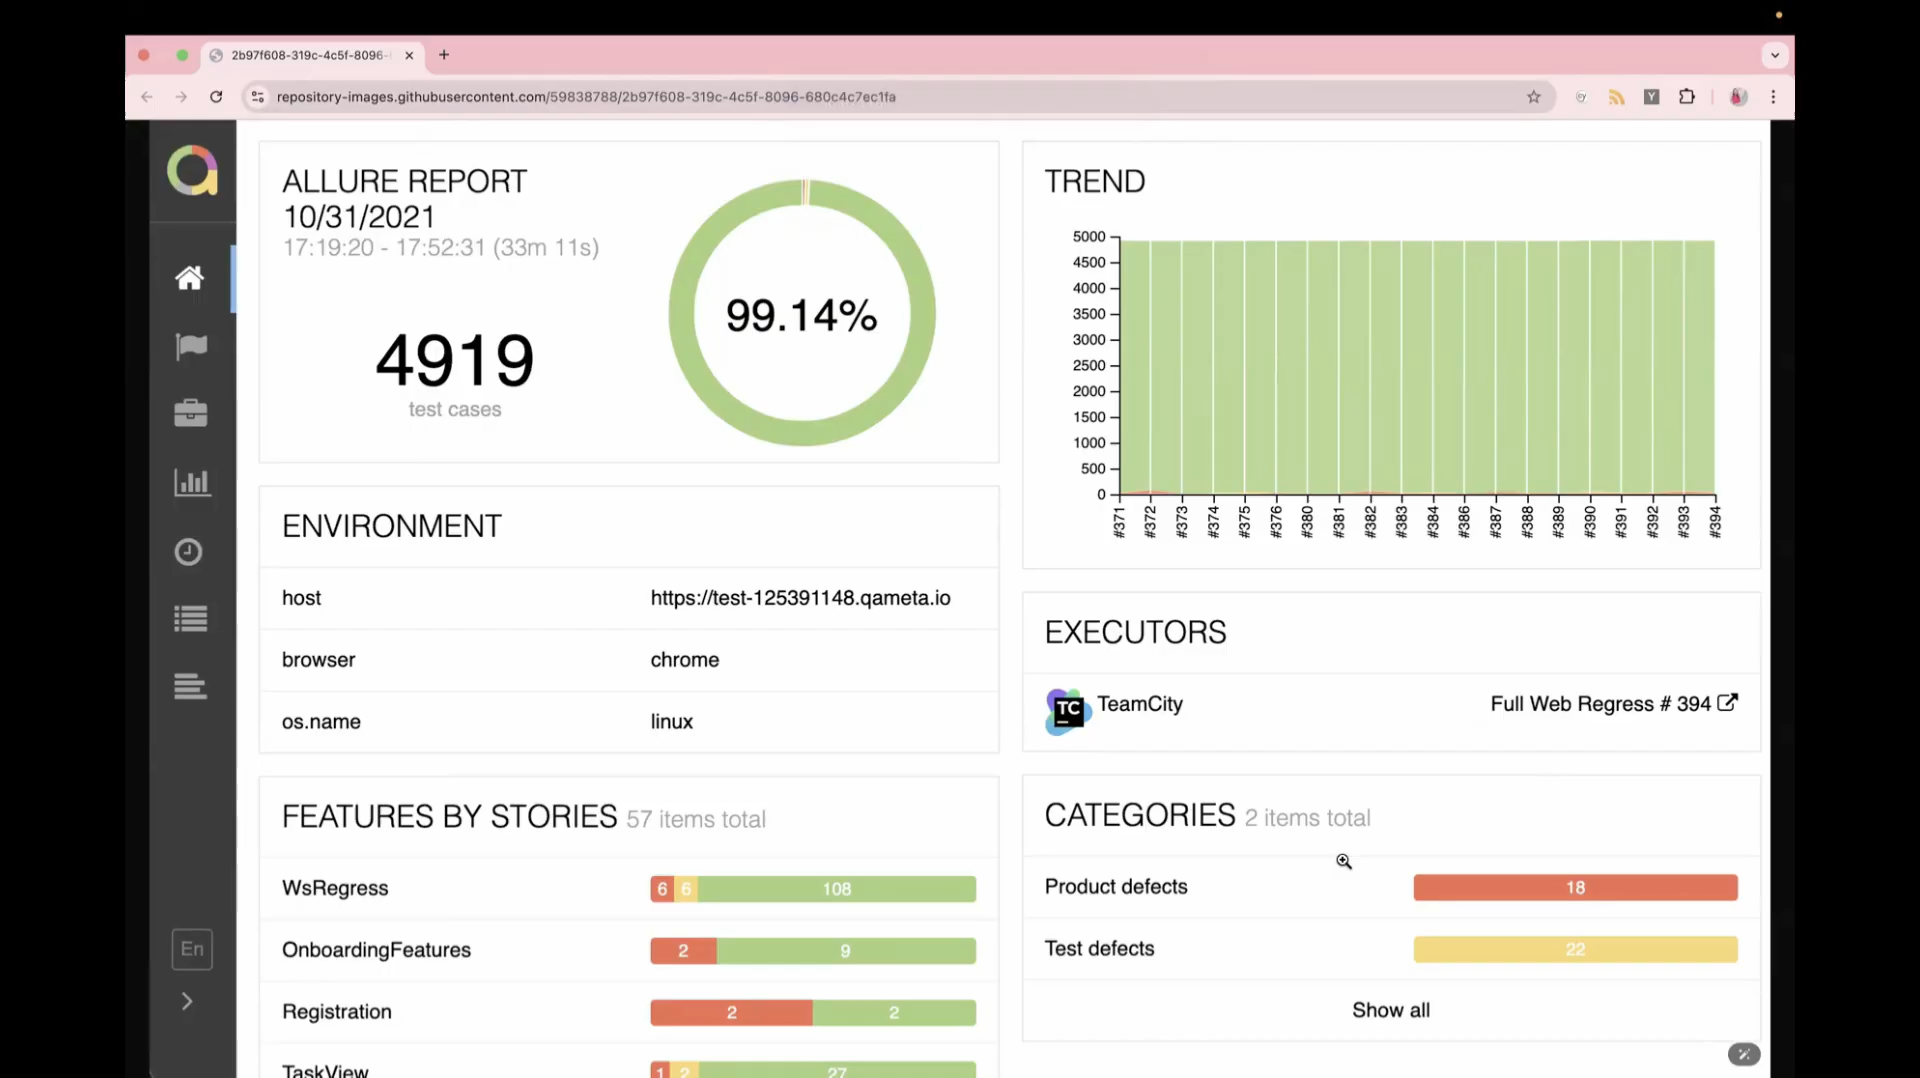 2b97f608-319c-4c5f-8096-
repository-images.githubusercontent.com/59838788/2b97f608-319c-4c5f-8096-680c4c7ec1fa
ALLURE REPORT
10/31/2021
17:19:20 - 17:52:31 (33m 11s)
4919
test cases
99.14%
TREND
5000
4500
4000
3500
3000
2500
2000
1500
1000
500
0
#371
#372
#373
#374
#375
#376
#380
#381
#382
#383
#384
#386
#387
#388
#389
#390
#391
#392
#393
#394
ENVIRONMENT
host https://test-125391148.qameta.io
browser chrome
os.name linux
EXECUTORS
TC TeamCity Full Web Regress # 394
FEATURES BY STORIES 57 items total
WsRegress 6 6 108
OnboardingFeatures 2 9
Registration 2 2
TaskView 1 2 27
CATEGORIES 2 items total
Product defects 18
Test defects 22
Show all
En